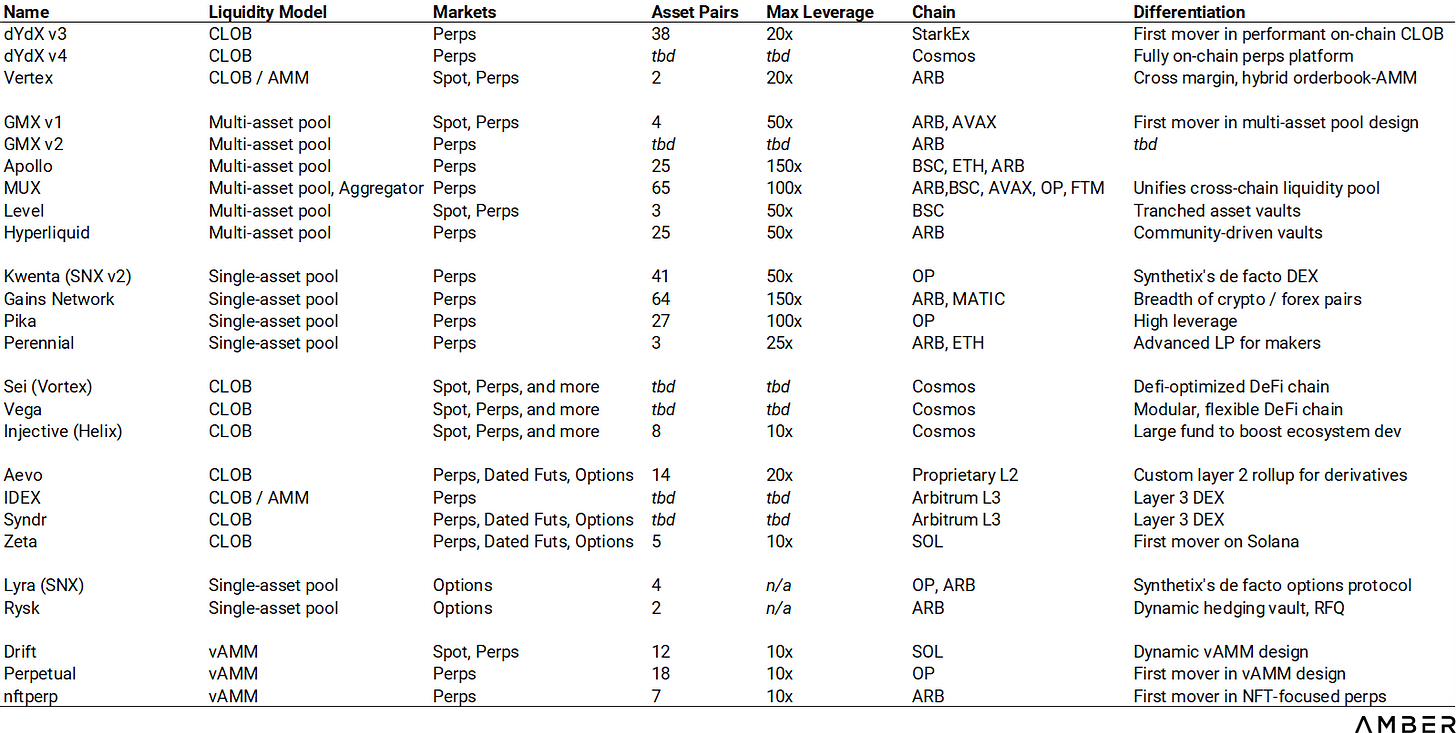 Name Liquidity Model Markets Asset Pairs Max Leverage Chain Differentiation
dYdX v3 CLOB Perps 38 20x StarkEx First mover in performant on-chain CLOB
dYdX v4 CLOB Perps tbd tbd Cosmos Fully on-chain perps platform
Vertex CLOB / AMM Spot, Perps 2 20x ARB Cross margin, hybrid orderbook-AMM
GMX v1 Multi-asset pool Spot, Perps 4 50x ARB, AVAX First mover in multi-asset pool design
GMX v2 Multi-asset pool Perps tbd tbd ARB tbd
Apollo Multi-asset pool Perps 25 150x BSC, ETH, ARB
MUX Multi-asset pool, Aggregator Perps 65 100x ARB,BSC, AVAX, OP, FTM Unifies cross-chain liquidity pool
Level Multi-asset pool Spot, Perps 3 50x BSC Tranched asset vaults
Hyperliquid Multi-asset pool Perps 25 50x ARB Community-driven vaults
Kwenta (SNX v2) Single-asset pool Perps 41 50x OP Synthetix's de facto DEX
Gains Network Single-asset pool Perps 64 150x ARB, MATIC Breadth of crypto / forex pairs
Pika Single-asset pool Perps 27 100x OP High leverage
Perennial Single-asset pool Perps 3 25x ARB, ETH Advanced LP for makers
Sei (Vortex) CLOB Spot, Perps, and more tbd tbd Cosmos Defi-optimized DeFi chain
Vega CLOB Spot, Perps, and more tbd tbd Cosmos Modular, flexible DeFi chain
Injective (Helix) CLOB Spot, Perps, and more 8 10x Cosmos Large fund to boost ecosystem dev
Aevo CLOB Perps, Dated Futs, Options 14 20x Proprietary L2 Custom layer 2 rollup for derivatives
IDEX CLOB / AMM Perps tbd tbd Arbitrum L3 Layer 3 DEX
Syndr CLOB Perps, Dated Futs, Options tbd tbd Arbitrum L3 Layer 3 DEX
Zeta CLOB Perps, Dated Futs, Options 5 10x SOL First mover on Solana
Lyra (SNX) Single-asset pool Options 4 n/a OP, ARB Synthetix's de facto options protocol
Rysk Single-asset pool Options 2 n/a ARB Dynamic hedging vault, RFQ
Drift vAMM Spot, Perps 12 10x SOL Dynamic vAMM design
Perpetual vAMM Perps 18 10x OP First mover in vAMM design
nftperp vAMM Perps 7 10x ARB First mover in NFT-focused perps
AMBER